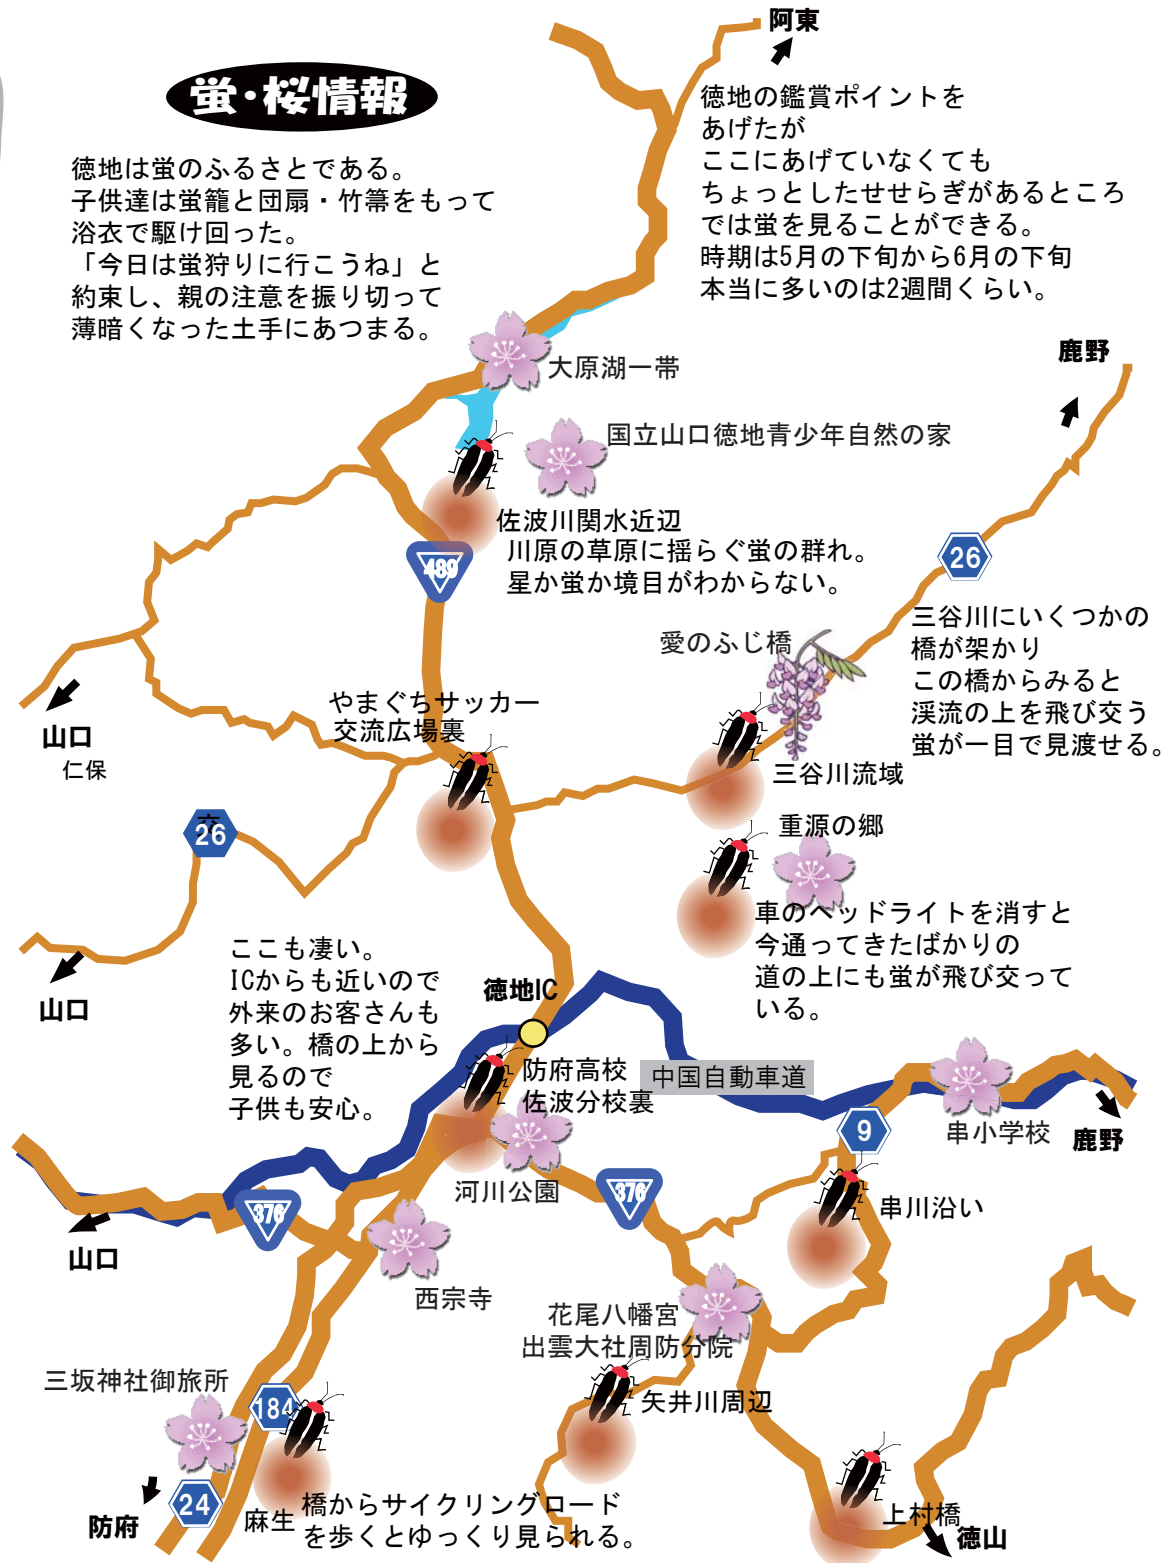 阿東
蛍・桜情報
徳地は蛍のふるさとである。
子供達は蛍籠と団扇・竹箒をもって
浴衣で駆け回った。
「今日は蛍狩りに行こうね」と
約束し、親の注意を振り切って
薄暗くなった土手にあつまる。
徳地の鑑賞ポイントを
あげたが
ここにあげていなくても
ちょっとしたせせらぎがあるところ
では蛍を見ることができる。
時期は5月の下旬から6月の下旬
本当に多いのは2週間くらい。
鹿野
大原湖一帯
国立山口徳地青少年自然の家
佐波川関水近辺
川原の草原に揺らぐ蛍の群れ。
星か蛍か境目がわからない。
489
26
三谷川にいくつかの
橋が架かり
この橋からみると
渓流の上を飛び交う
蛍が一目で見渡せる。
愛のふじ橋
やまぐちサッカー
交流広場裏
山口
仁保
三谷川流域
26
重源の郷
車のヘッドライトを消すと
今通ってきたばかりの
道の上にも蛍が飛び交って
いる。
山口
ここも凄い。
ICからも近いので
外来のお客さんも
多い。橋の上から
見るので
子供も安心。
徳地IC
防府高校
佐波分校裏
中国自動車道
9
串小学校
鹿野
河川公園
376
376
串川沿い
山口
西宗寺
花尾八幡宮
出雲大社周防分院
三坂神社御旅所
184
矢井川周辺
24
防府
麻生
橋からサイクリングロード
を歩くとゆっくり見られる。
上村橋
徳山